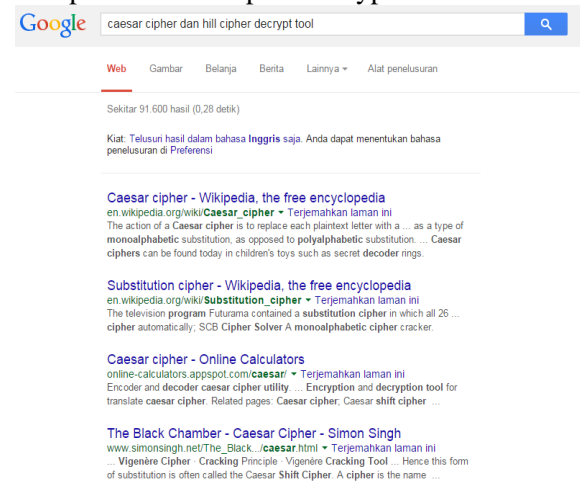 Google caesar cipher dan hill cipher decrypt tool
Web Gambar Belanja Berita Lainnya Alat penelusuran
Sekitar 91.600 hasil (0,28 detik)
Kiat: Telusuri hasil dalam bahasa Inggris saja. Anda dapat menentukan bahasa
penelusuran di Preferensi
Caesar cipher - Wikipedia, the free encyclopedia
en.wikipedia.org/wiki/Caesar_cipher Terjemahkan laman ini
The action of a Caesar cipher is to replace each plaintext letter with a ... as a type of
monoalphabetic substitution, as opposed to polyalphabetic substitution. ... Caesar
ciphers can be found today in children's toys such as secret decoder rings.
Substitution cipher - Wikipedia, the free encyclopedia
en.wikipedia.org/wiki/Substitution_cipher Terjemahkan laman ini
The television program Futurama contained a substitution cipher in which all 26 ...
cipher automatically; SCB Cipher Solver A monoalphabetic cipher cracker.
Caesar cipher - Online Calculators
online-calculators.appspot.com/caesar/ Terjemahkan laman ini
Encoder and decoder caesar cipher utility. ... Encryption and decryption tool for
translate caesar cipher. Related pages: Caesar cipher; Caesar shift cipher ...
The Black Chamber - Caesar Cipher - Simon Singh
www.simonsingh.net/The_Black.../caesar.html Terjemahkan laman ini
... Vigenère Cipher · Cracking Principle · Vigenère Cracking Tool ... Hence this form
of substitution is often called the Caesar Shift Cipher. A cipher is the name ...